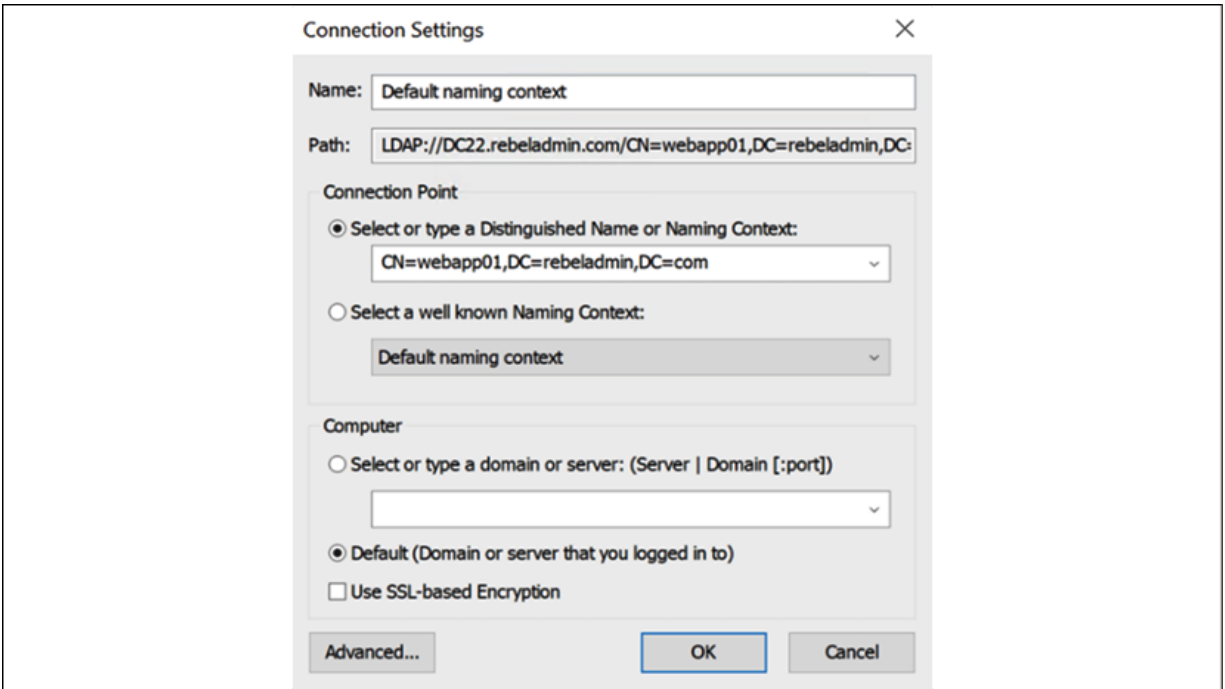 Connection Settings
Name: Default naming context
Path: LDAP://DC22.rebeladmin.com/CN=webapp01,DC=rebeladmin,DC=
Connection Point
Select or type a Distinguished Name or Naming Context:
CN=webapp01,DC=rebeladmin,DC=com
Select a well known Naming Context:
Default naming context
Computer
Select or type a domain or server: (Server | Domain [:port])
Default (Domain or server that you logged in to)
Use SSL-based Encryption
Advanced... OK Cancel